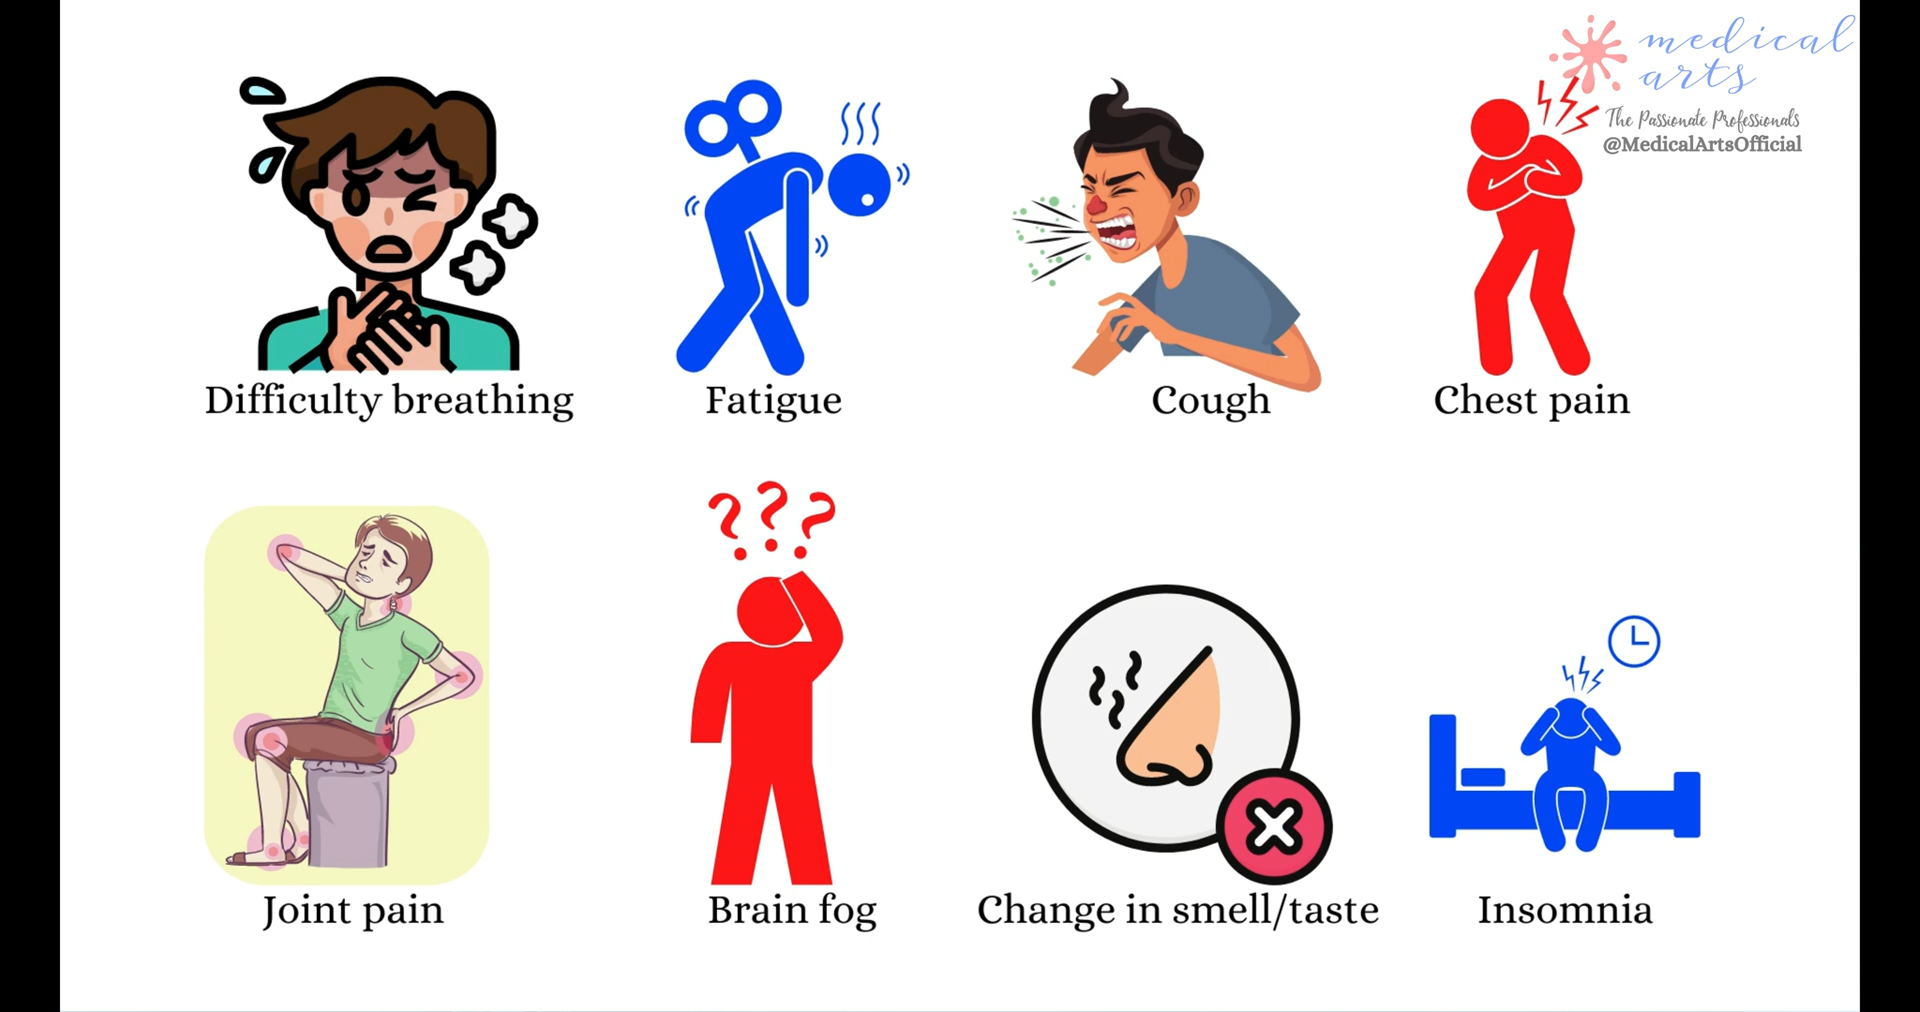 medical
arts
The Passionate Professionals
@MedicalArtsOfficial
Difficulty breathing
Fatigue
Cough
Chest pain
???
Joint pain
Brain fog
Change in smell/taste
Insomnia